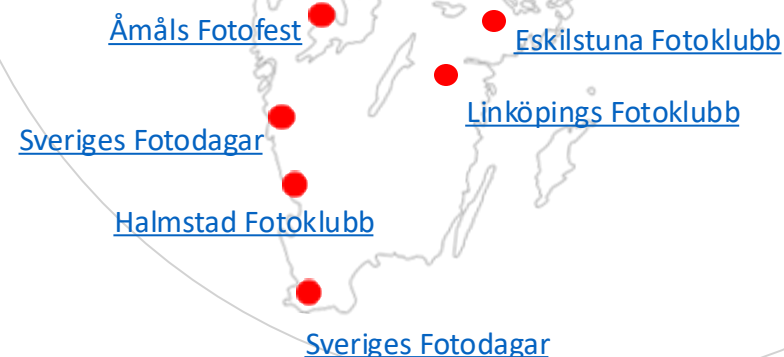 Åmåls Fotofest
Eskilstuna Fotoklubb
Linköpings Fotoklubb
Sveriges Fotodagar
Halmstad Fotoklubb
Sveriges Fotodagar